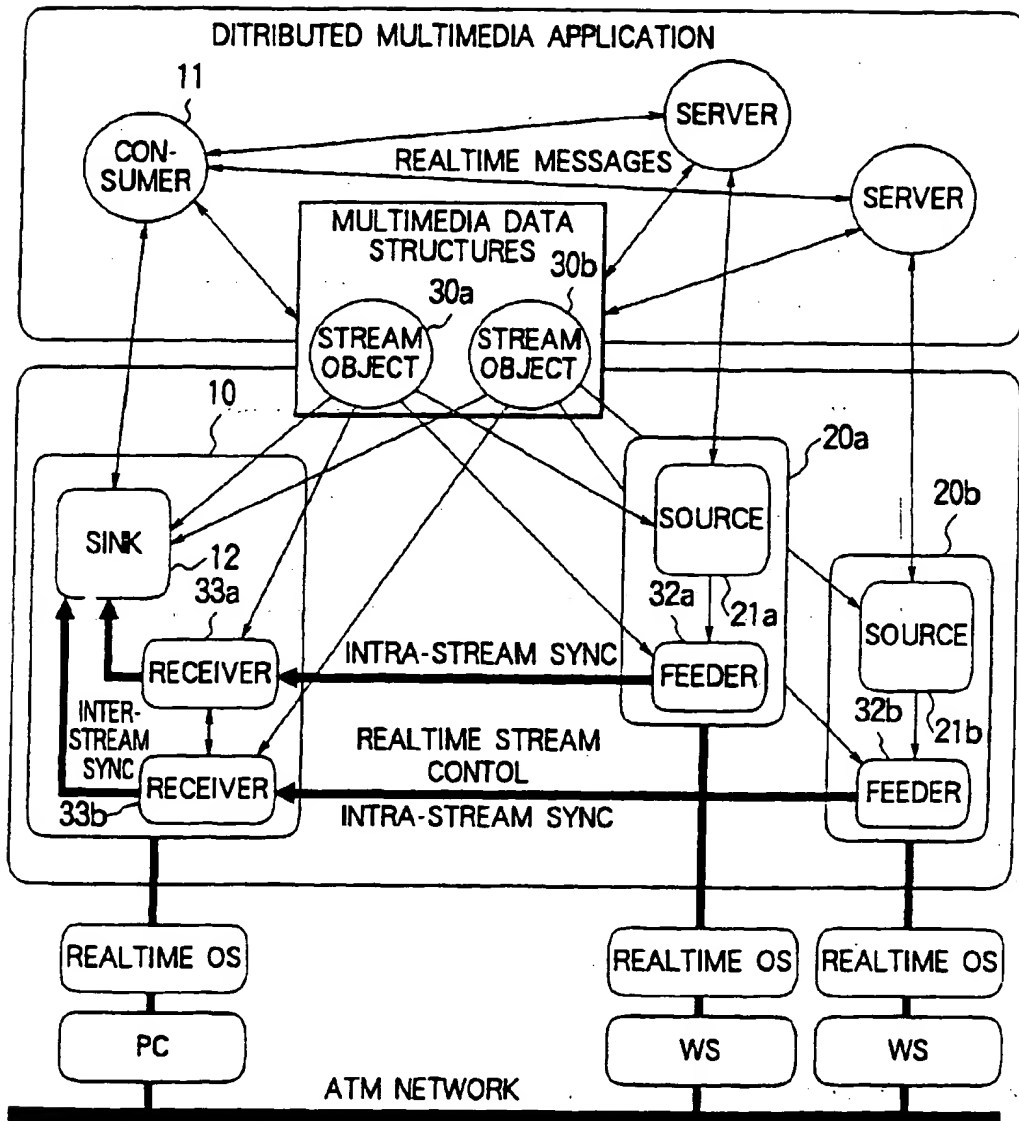 DITRIBUTED MULTIMEDIA APPLICATION
11
CON-
SUMER
SERVER
REALTIME MESSAGES
SERVER
MULTIMEDIA DATA
STRUCTURES
30a
30b
STREAM
OBJECT
STREAM
OBJECT
10
20a
20b
SINK
12
SOURCE
21a
33a
32a
RECEIVER
INTRA-STREAM SYNC
FEEDER
SOURCE
21b
32b
INTER-
STREAM
SYNC
REALTIME STREAM
CONTOL
RECEIVER
33b
INTRA-STREAM SYNC
FEEDER
REALTIME OS
REALTIME OS
REALTIME OS
PC
WS
WS
ATM NETWORK